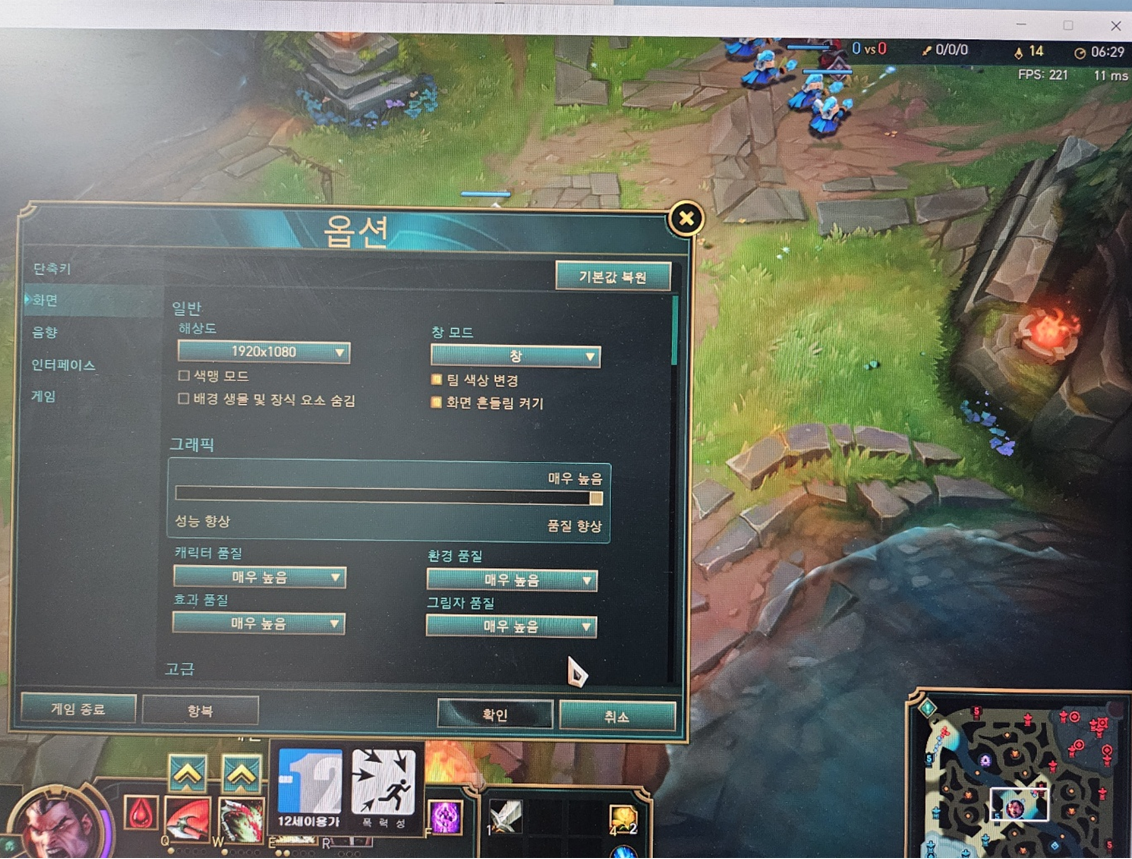 0 vs 0 0/0/0 14 06:29
FPS: 221 11 ms
옵션
단축키
화면
음향
인터페이스
게임
기본값 복원
일반
해상도
1920x1080
창 모드
창
색맹 모드
팀 색상 변경
배경 생물 및 장식 요소 숨김
화면 흔들림 켜기
그래픽
매우 높음
성능 향상
품질 향상
캐릭터 품질
매우 높음
환경 품질
매우 높음
효과 품질
매우 높음
그림자 품질
매우 높음
고급
게임 종료
항복
확인
취소
12
12세이용가
폭력성
Q
W
E
R
F
1
4
2